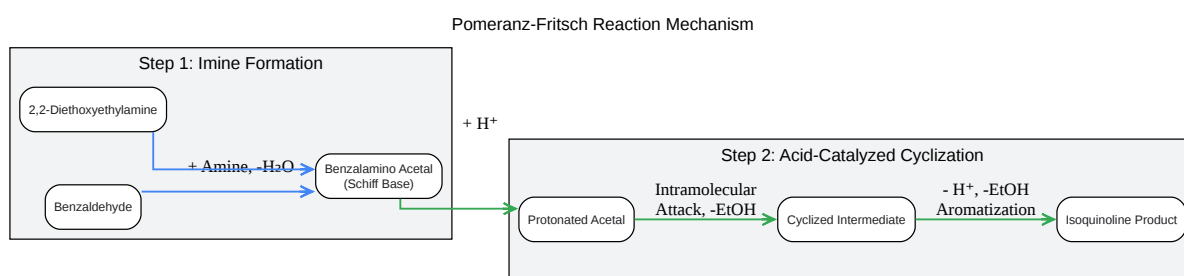 Pomeranz-Fritsch Reaction Mechanism
Step 1: Imine Formation
2,2-Diethoxyethylamine
+ Amine, -H₂O
Benzaldehyde
Benzalamino Acetal
(Schiff Base)
+ H⁺
Step 2: Acid-Catalyzed Cyclization
Protonated Acetal
Intramolecular
Attack, -EtOH
Cyclized Intermediate
- H⁺, -EtOH
Aromatization
Isoquinoline Product